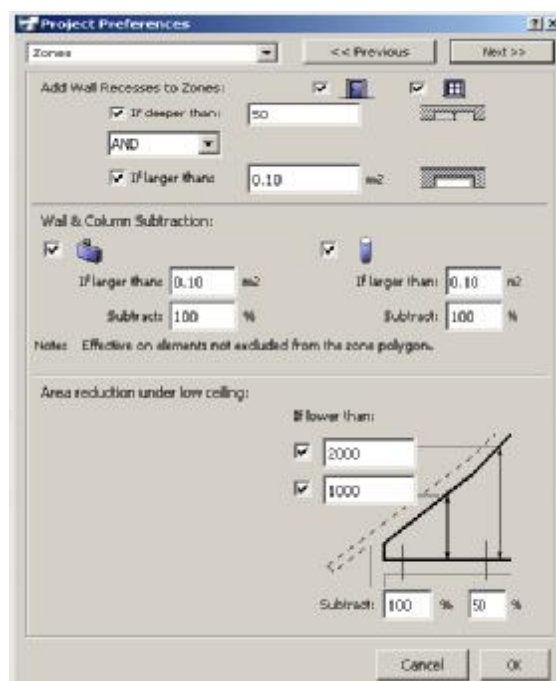 Project Preferences
Zones
<< Previous
Next >>
Add Wall Recesses to Zones:
If deeper than:
50
AND
If larger than:
0.10
m2
Wall & Column Subtraction:
If larger than: 0.10 m2
If larger than: 0.10 m2
Subtract: 100 %
Subtract: 100 %
Note: Effective on elements not excluded from the zone polygon.
Area reduction under low ceiling:
If lower than:
2000
1000
Subtract: 100 % 50 %
Cancel
OK